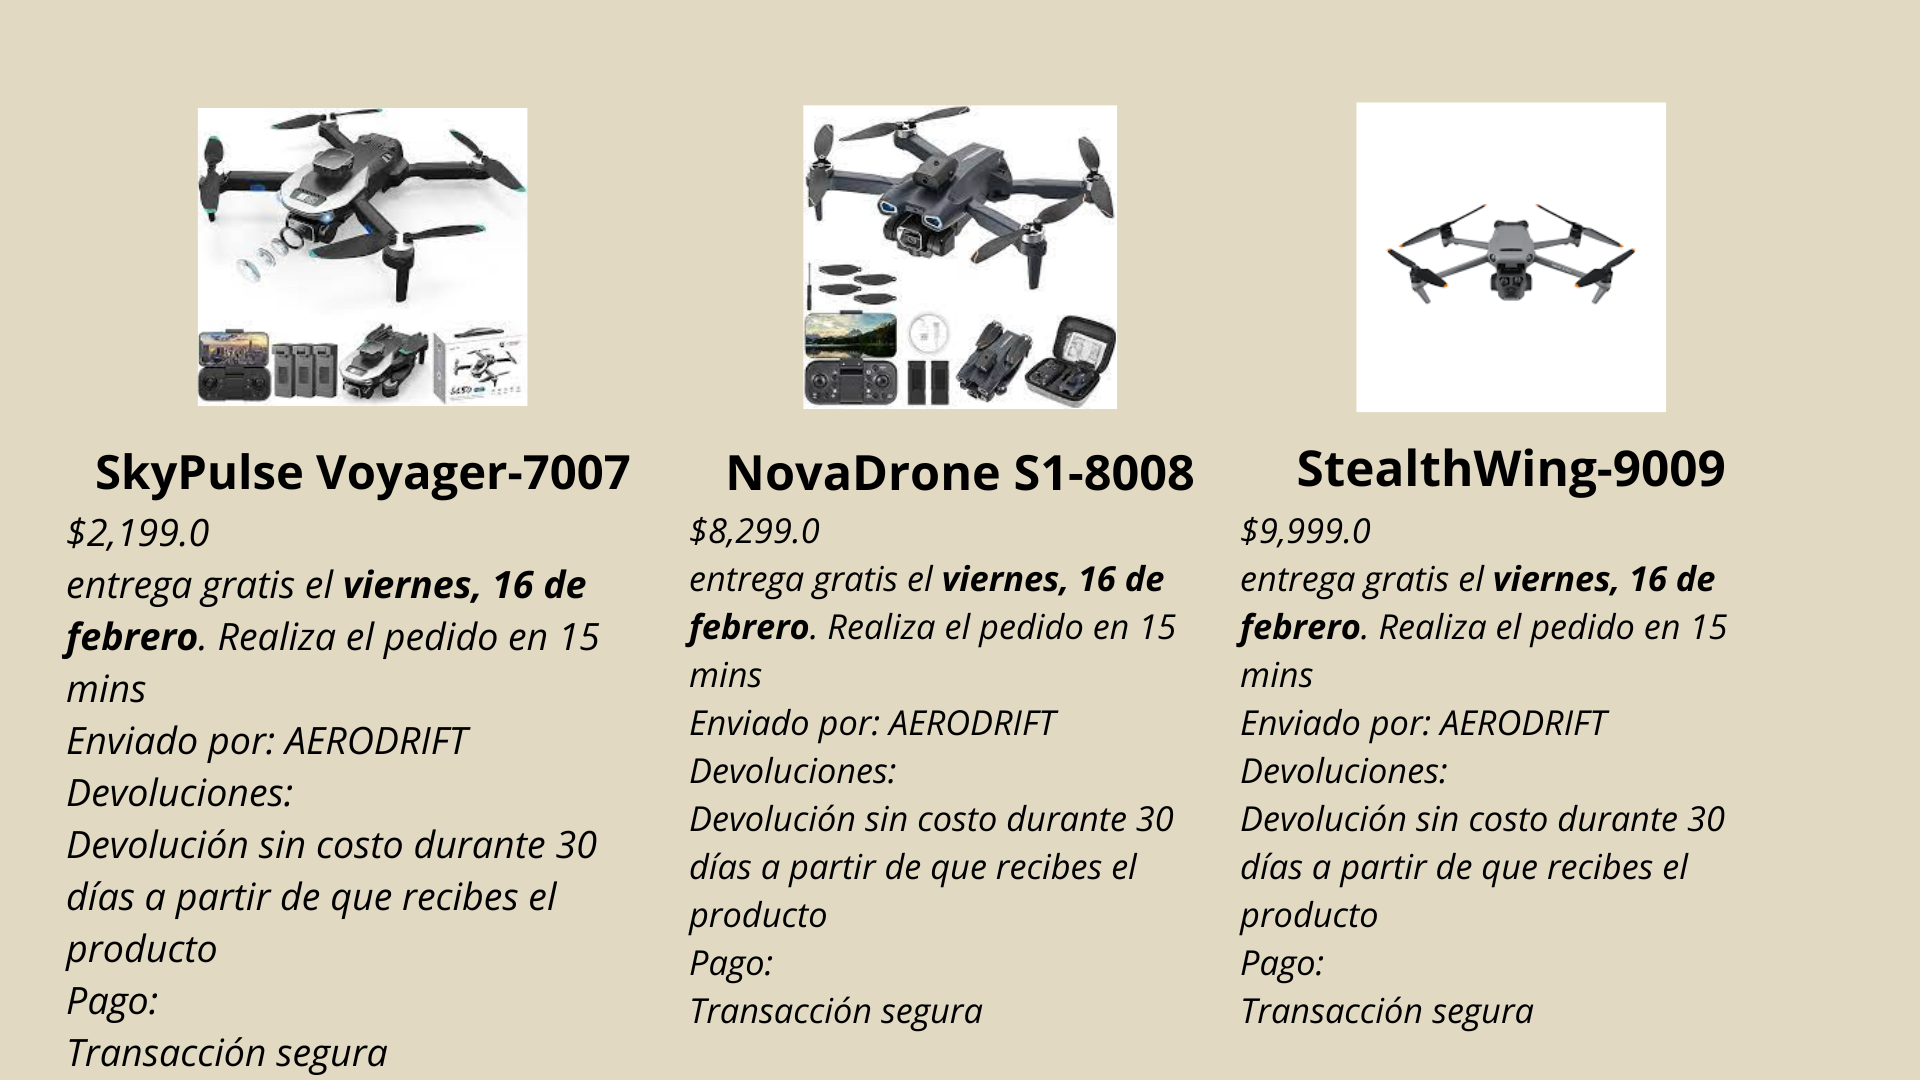 SkyPulse Voyager-7007
$2,199.0
entrega gratis el viernes, 16 de
febrero. Realiza el pedido en 15
mins
Enviado por: AERODRIFT
Devoluciones:
Devolución sin costo durante 30
días a partir de que recibes el
producto
Pago:
Transacción segura
NovaDrone S1-8008
$8,299.0
entrega gratis el viernes, 16 de
febrero. Realiza el pedido en 15
mins
Enviado por: AERODRIFT
Devoluciones:
Devolución sin costo durante 30
días a partir de que recibes el
producto
Pago:
Transacción segura
StealthWing-9009
$9,999.0
entrega gratis el viernes, 16 de
febrero. Realiza el pedido en 15
mins
Enviado por: AERODRIFT
Devoluciones:
Devolución sin costo durante 30
días a partir de que recibes el
producto
Pago:
Transacción segura